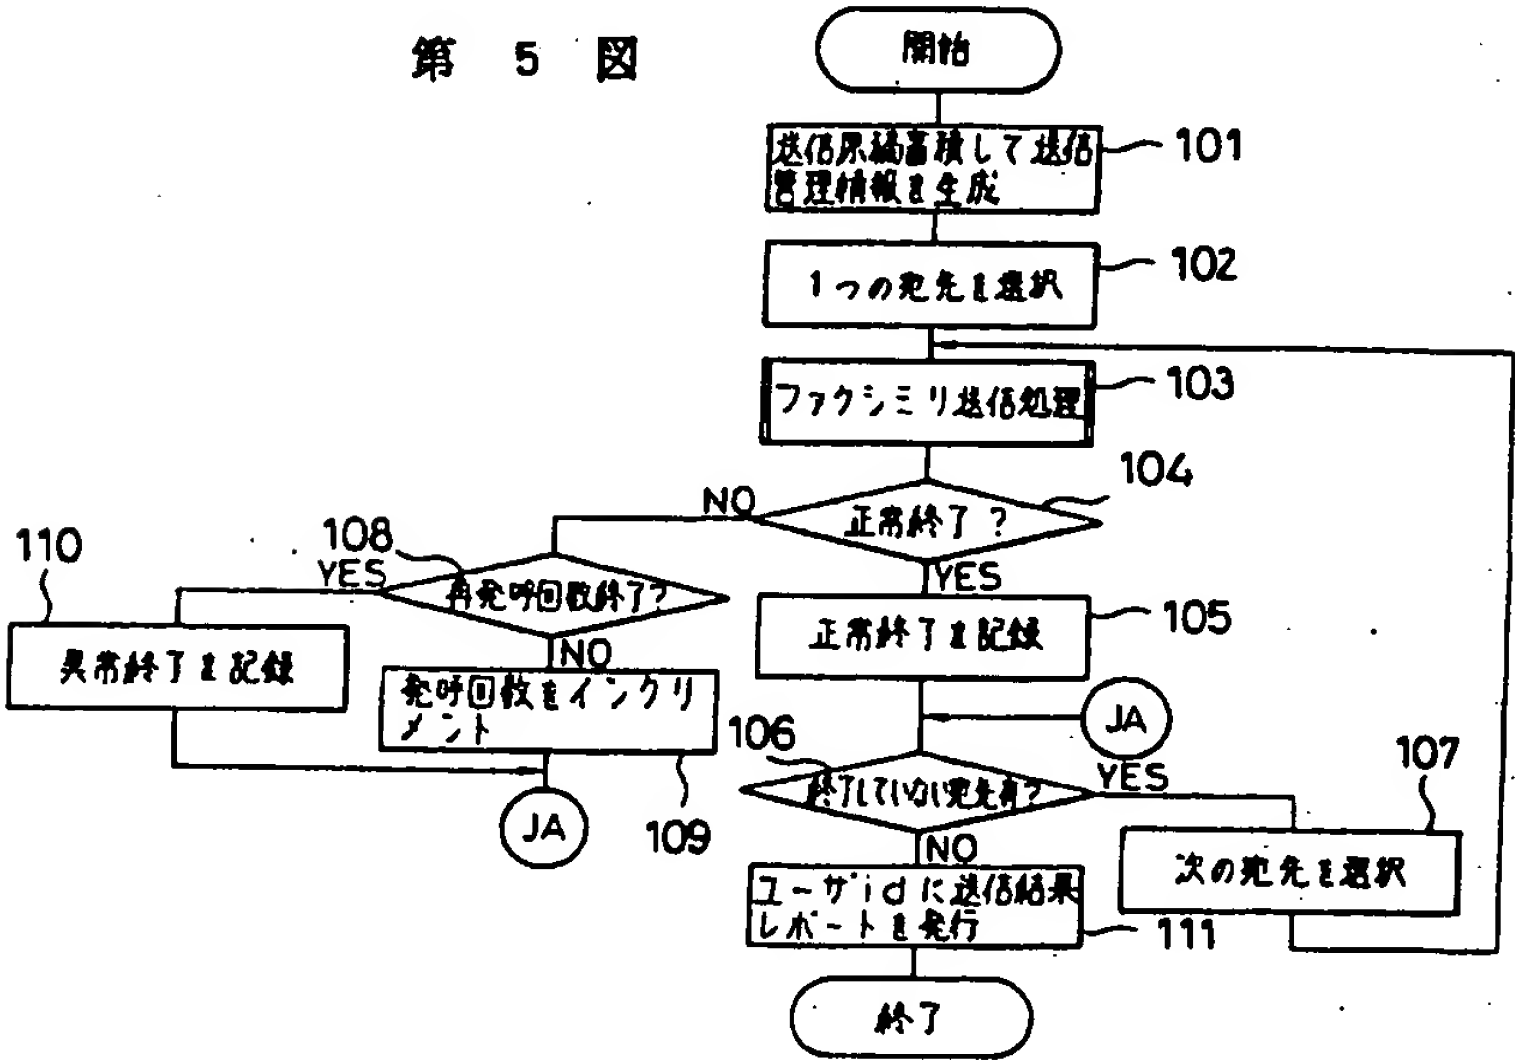 第 5 図
開始
送信原稿蓄積して送信
管理情報を生成
101
1つの宛先を選択
102
ファクシミリ送信処理
103
104
正常終了?
NO
YES
108
再発呼回数終了?
YES
NO
110
異常終了を記録
発呼回数をインクリ
メント
109
JA
正常終了を記録
105
JA
106
終了していない宛先有?
YES
NO
107
次の宛先を選択
ユーザidに送信結果
レポートを発行
111
終了